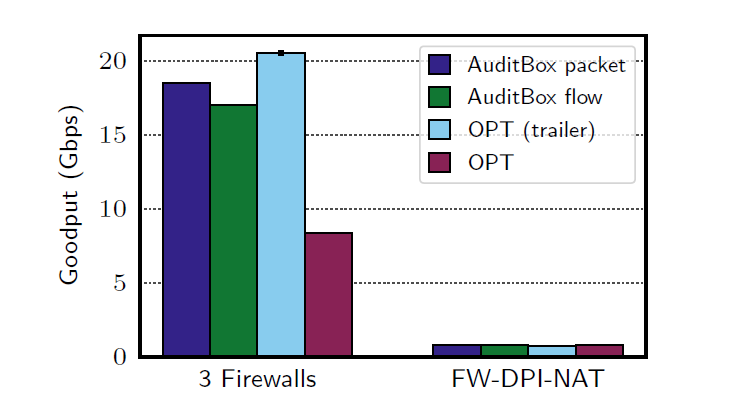 Goodput (Gbps)
20
15
10
5
0
AuditBox packet
AuditBox flow
OPT (trailer)
OPT
3 Firewalls
FW-DPI-NAT